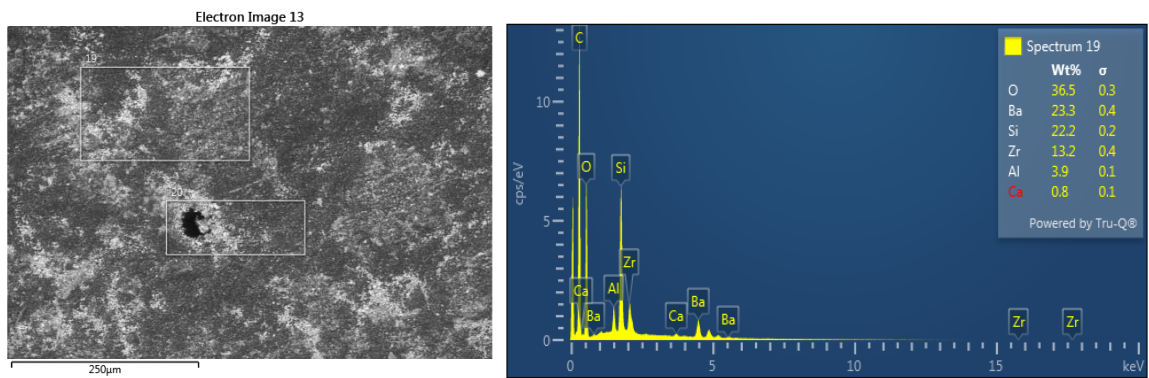 Electron Image 13
19
20
250μm
cps/eV
10
5
0
C
O
Si
Zr
Ca
Ba
Al
Ca
Ba
Ba
Zr
Zr
0
5
10
15
keV
Spectrum 19
Wt% σ
O 36.5 0.3
Ba 23.3 0.4
Si 22.2 0.2
Zr 13.2 0.4
Al 3.9 0.1
Ca 0.8 0.1
Powered by Tru-Q®